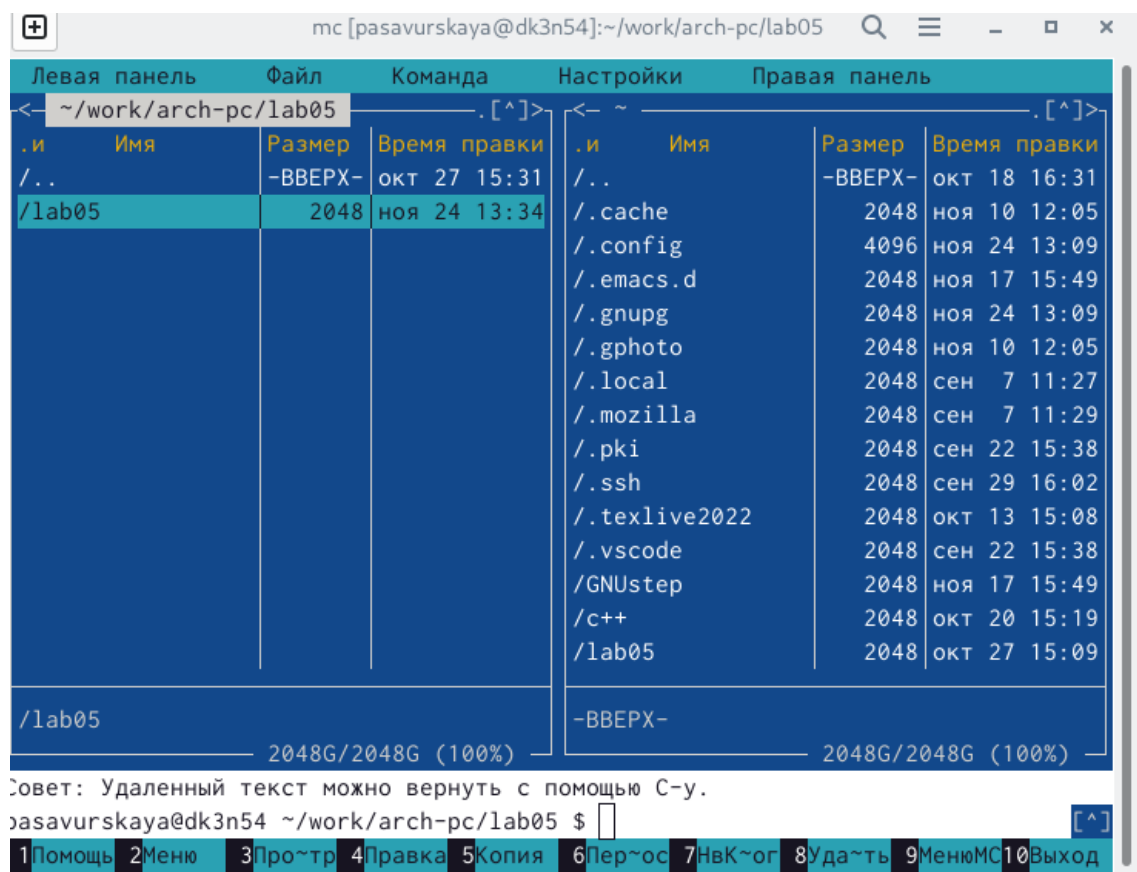 mc [pasavurskaya@dk3n54]:~/work/arch-pc/lab05
Левая панель Файл Команда Настройки Правая панель
<— ~/work/arch-pc/lab05 .[^]> <— ~ .[^]>
.и Имя Размер Время правки .и Имя Размер Время правки
/.. -ВВЕРХ- окт 27 15:31 /.. -ВВЕРХ- окт 18 16:31
/lab05 2048 ноя 24 13:34 /.cache 2048 ноя 10 12:05
/.config 4096 ноя 24 13:09
/.emacs.d 2048 ноя 17 15:49
/.gnupg 2048 ноя 24 13:09
/.gphoto 2048 ноя 10 12:05
/.local 2048 сен 7 11:27
/.mozilla 2048 сен 7 11:29
/.pki 2048 сен 22 15:38
/.ssh 2048 сен 29 16:02
/.texlive2022 2048 окт 13 15:08
/.vscode 2048 сен 22 15:38
/GNUstep 2048 ноя 17 15:49
/c++ 2048 окт 20 15:19
/lab05 2048 окт 27 15:09
/lab05 -ВВЕРХ-
2048G/2048G (100%) 2048G/2048G (100%)
Совет: Удаленный текст можно вернуть с помощью C-y.
pasavurskaya@dk3n54 ~/work/arch-pc/lab05 $ [^]
1Помощь 2Меню 3Про~тр 4Правка 5Копия 6Пер~ос 7НвК~ог 8Уда~ть 9МенюМС 10Выход